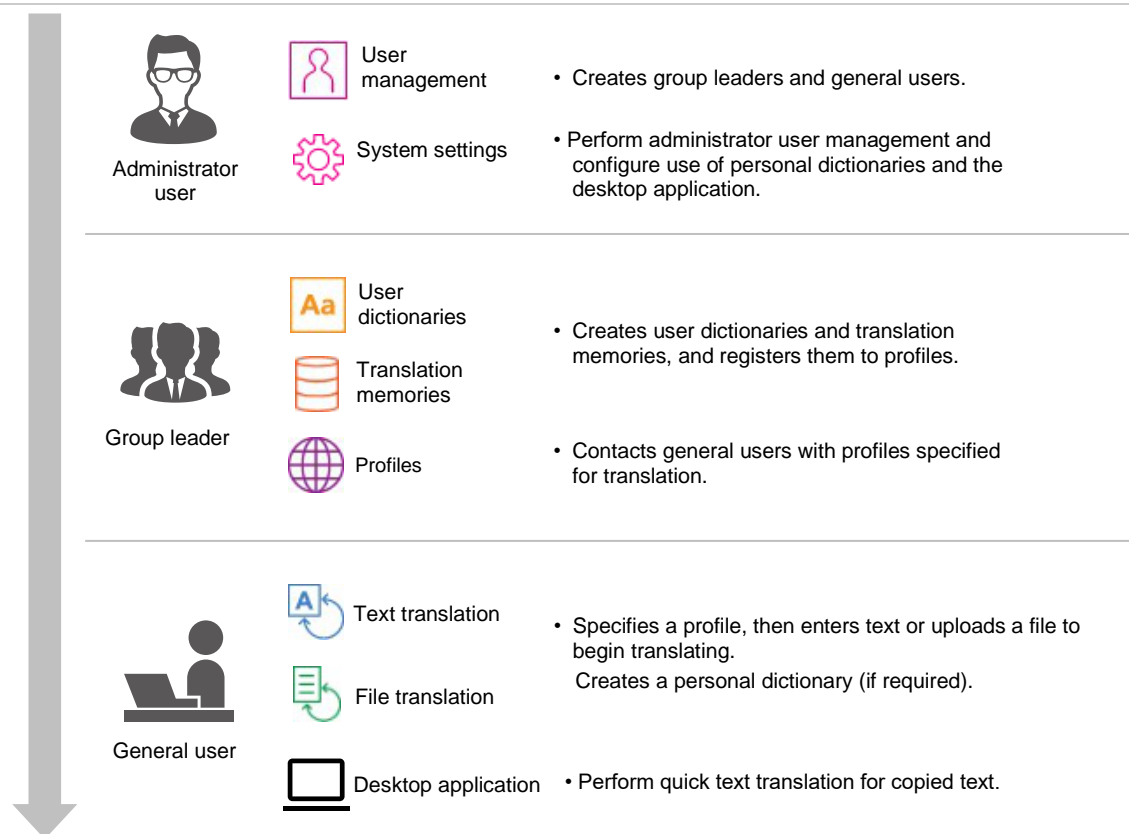 Administrator
user
User
management
• Creates group leaders and general users.
System settings
• Perform administrator user management and
configure use of personal dictionaries and the
desktop application.
Group leader
Aa
User
dictionaries
Translation
memories
• Creates user dictionaries and translation
memories, and registers them to profiles.
Profiles
• Contacts general users with profiles specified
for translation.
General user
A
Text translation
File translation
• Specifies a profile, then enters text or uploads a file to
begin translating.
Creates a personal dictionary (if required).
Desktop application
• Perform quick text translation for copied text.